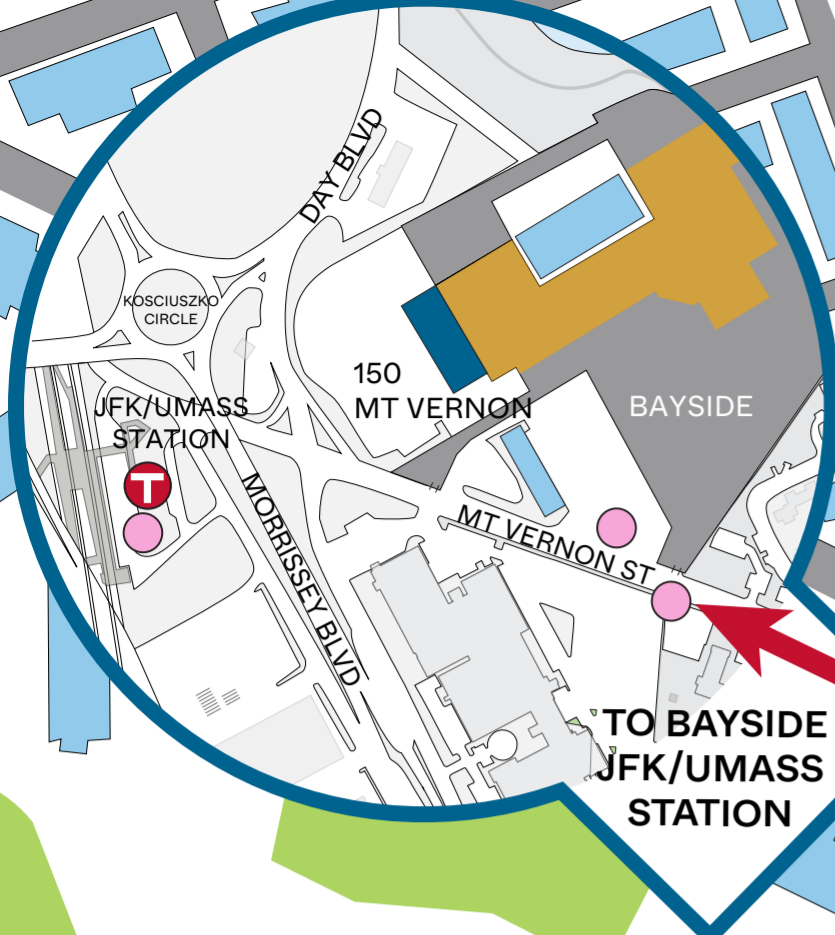 DAY BLVD
KOSCIUSZKO
CIRCLE
150
MT VERNON
JFK/UMASS
STATION
BAYSIDE
T
MORRISSEY BLVD
MT VERNON ST
TO BAYSIDE
JFK/UMASS
STATION